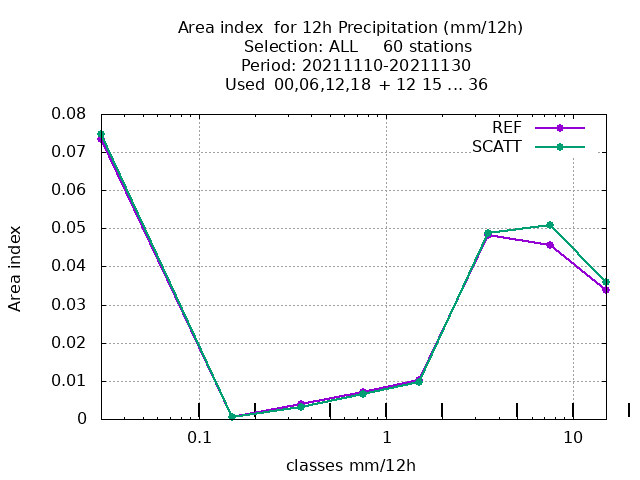 Area index  for 12h Precipitation (mm/12h)
Selection: ALL     60 stations
Period: 20211110-20211130
Used  00,06,12,18  + 12 15 ... 36
REF
SCATT
0.08
0.07
0.06
0.05
0.04
0.03
0.02
0.01
0
Area index
0.1
1
10
classes mm/12h